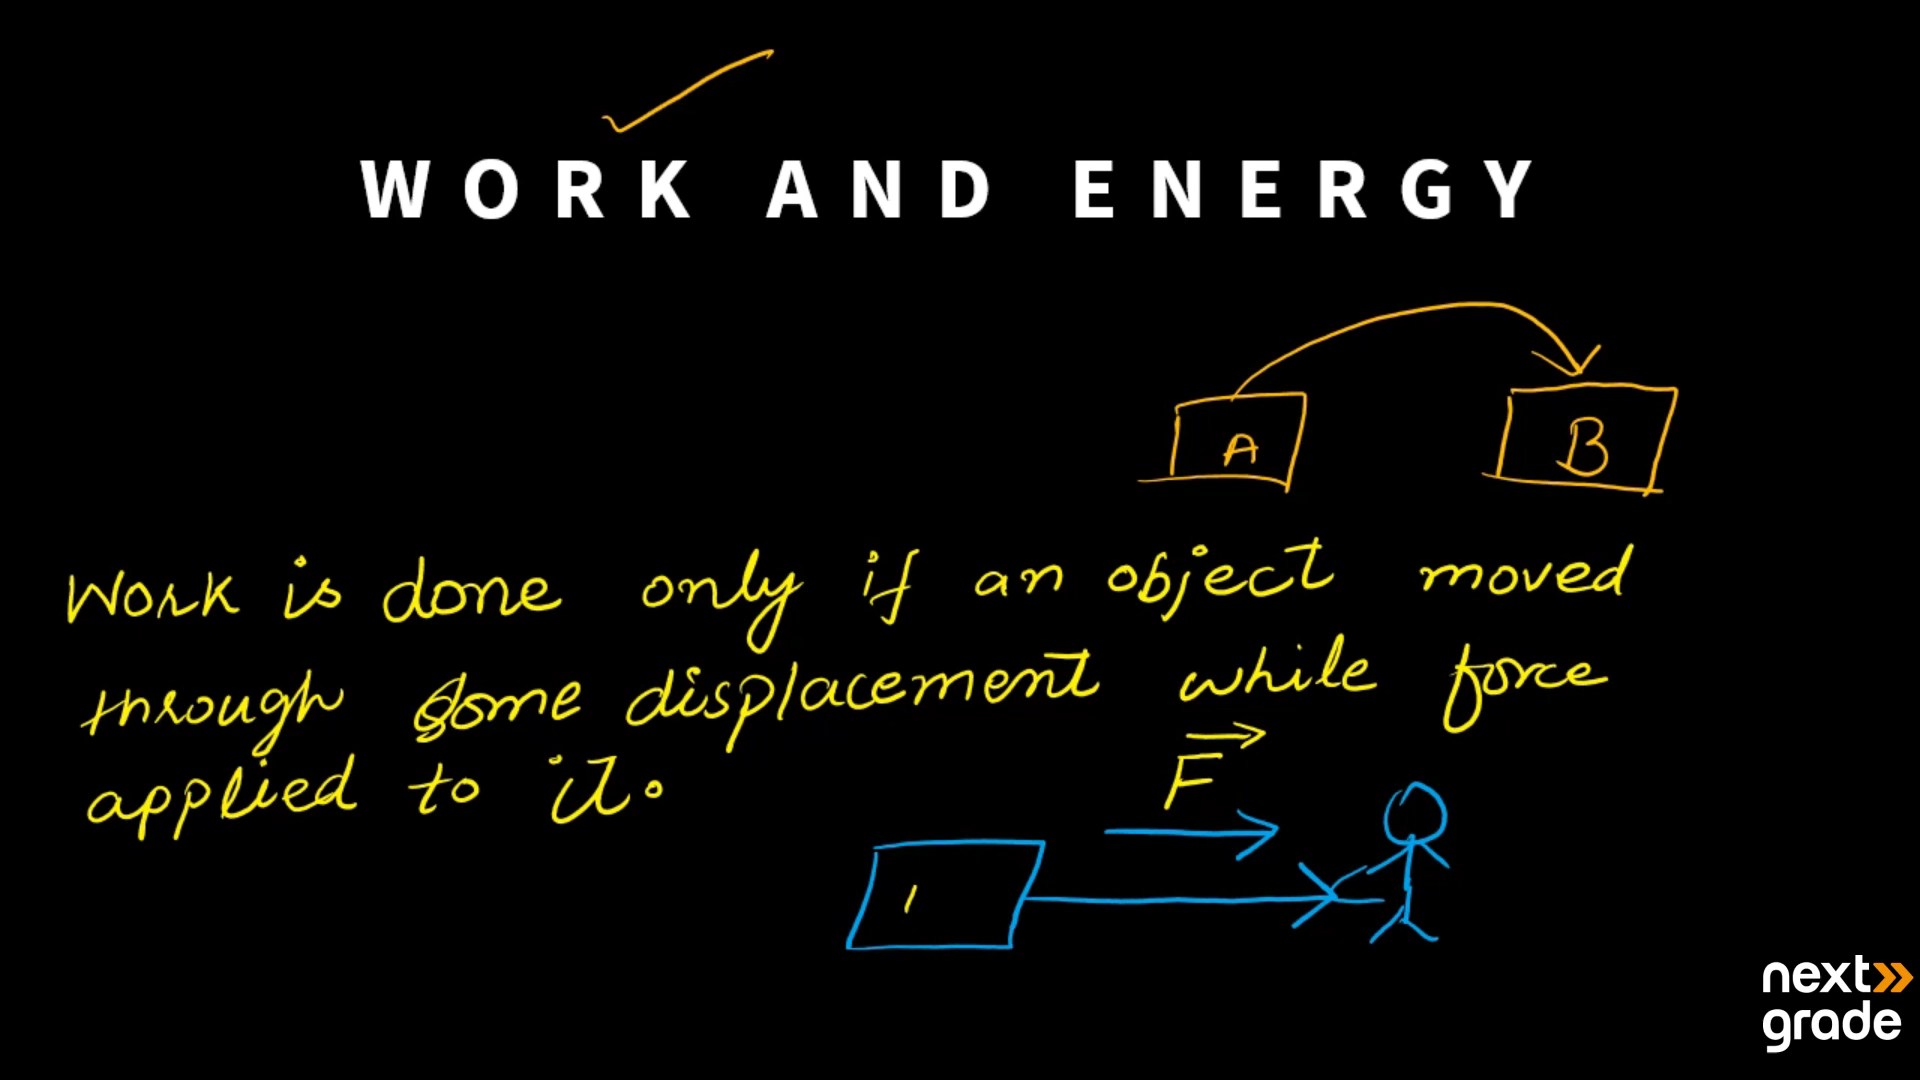 WORK AND ENERGY
A
B
Work is done only if an object moved
through some displacement while force
applied to it.
F
next
grade